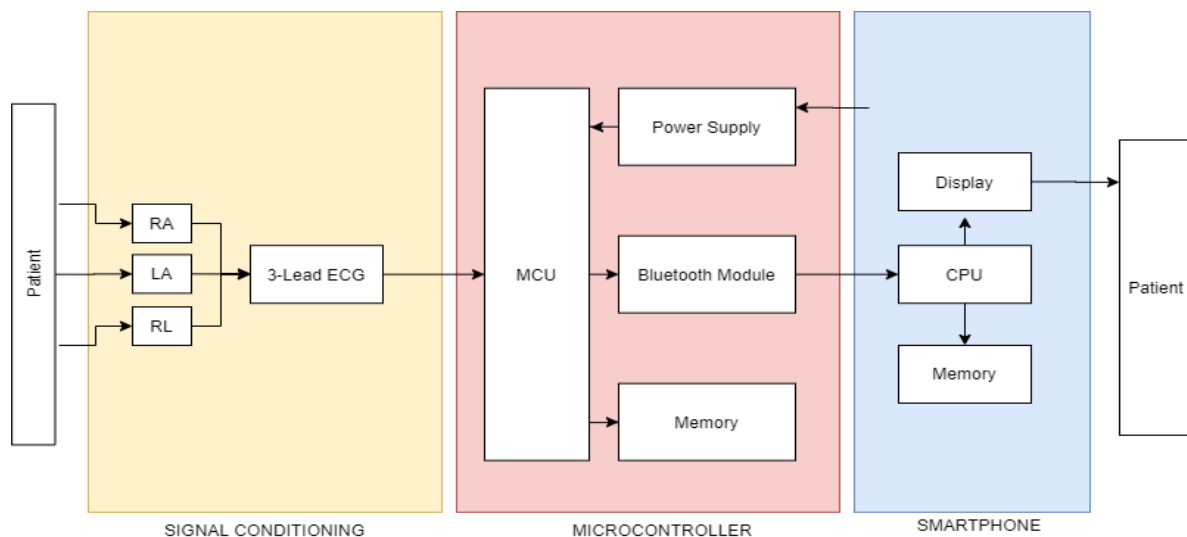 Patient
RA
LA
RL
3-Lead ECG
SIGNAL CONDITIONING
MCU
Power Supply
Bluetooth Module
Memory
MICROCONTROLLER
Display
CPU
Memory
SMARTPHONE
Patient